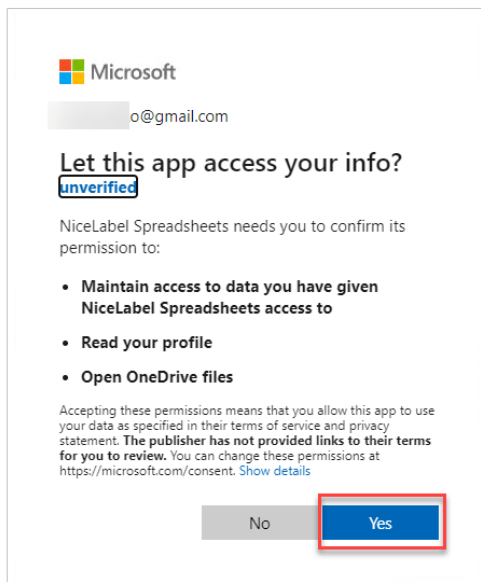 Microsoft
o@gmail.com
Let this app access your info?
unverified
NiceLabel Spreadsheets needs you to confirm its
permission to:
• Maintain access to data you have given
NiceLabel Spreadsheets access to
• Read your profile
• Open OneDrive files
Accepting these permissions means that you allow this app to use
your data as specified in their terms of service and privacy
statement. The publisher has not provided links to their terms
for you to review. You can change these permissions at
https://microsoft.com/consent. Show details
No
Yes